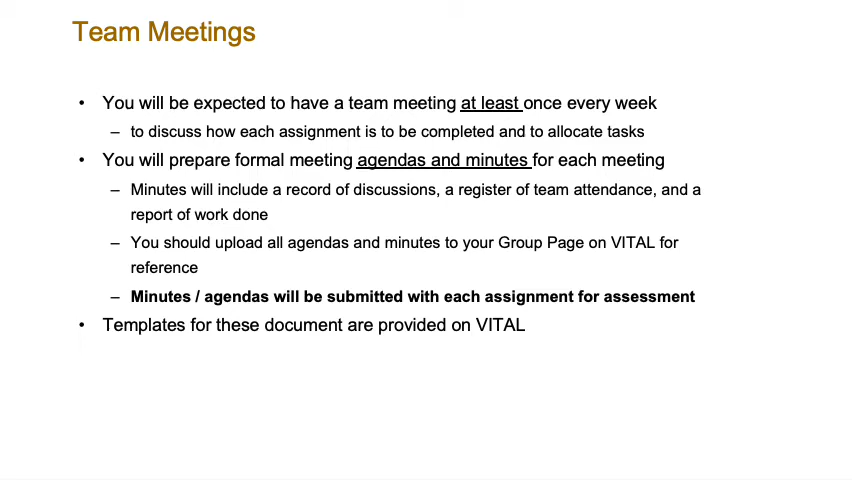 Team Meetings
• You will be expected to have a team meeting at least once every week
– to discuss how each assignment is to be completed and to allocate tasks
• You will prepare formal meeting agendas and minutes for each meeting
– Minutes will include a record of discussions, a register of team attendance, and a
report of work done
– You should upload all agendas and minutes to your Group Page on VITAL for
reference
– Minutes / agendas will be submitted with each assignment for assessment
• Templates for these document are provided on VITAL